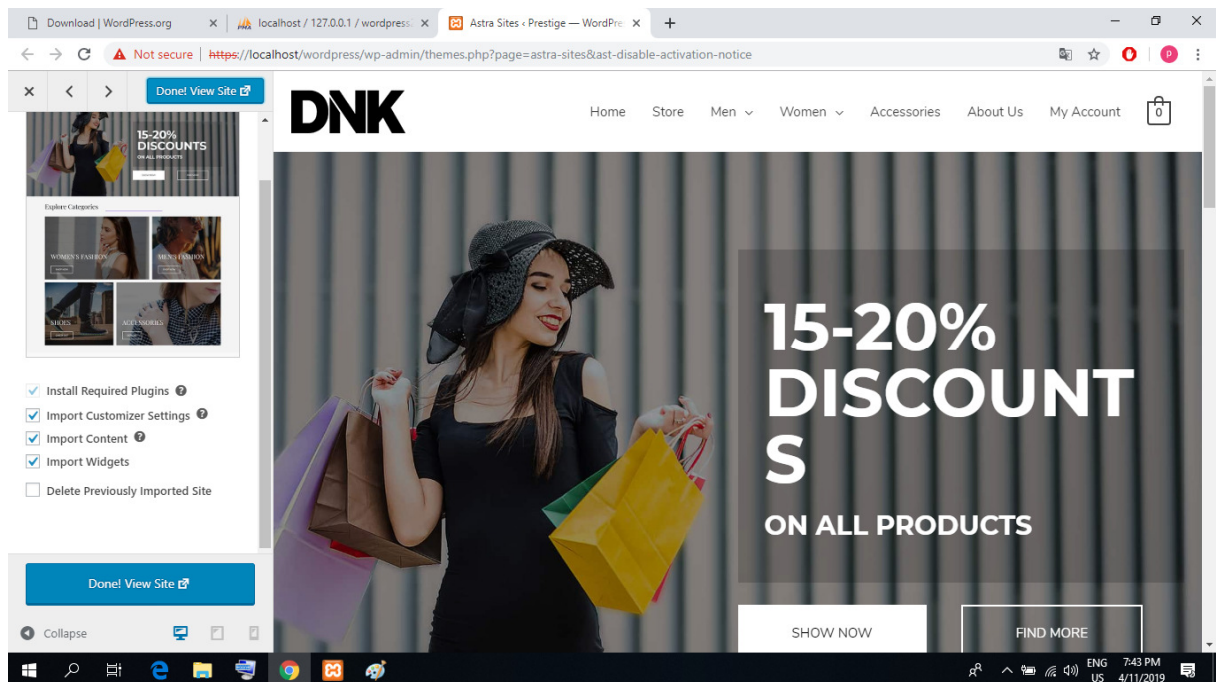 Download | WordPress.org
localhost / 127.0.0.1 / wordpress
Astra Sites ‹ Prestige — WordPre
Not secure | https://localhost/wordpress/wp-admin/themes.php?page=astra-sites&ast-disable-activation-notice
P
Done! View Site
15-20%
DISCOUNTS
ON ALL PRODUCTS
Explore Categories
WOMEN'S FASHION
MEN'S FASHION
SHOES
ACCESSORIES
Install Required Plugins
Import Customizer Settings
Import Content
Import Widgets
Delete Previously Imported Site
Done! View Site
Collapse
DNK
Home Store Men Women Accessories About Us My Account 0
15-20%
DISCOUNT
S
ON ALL PRODUCTS
SHOW NOW FIND MORE
ENG 7:43 PM
US 4/11/2019